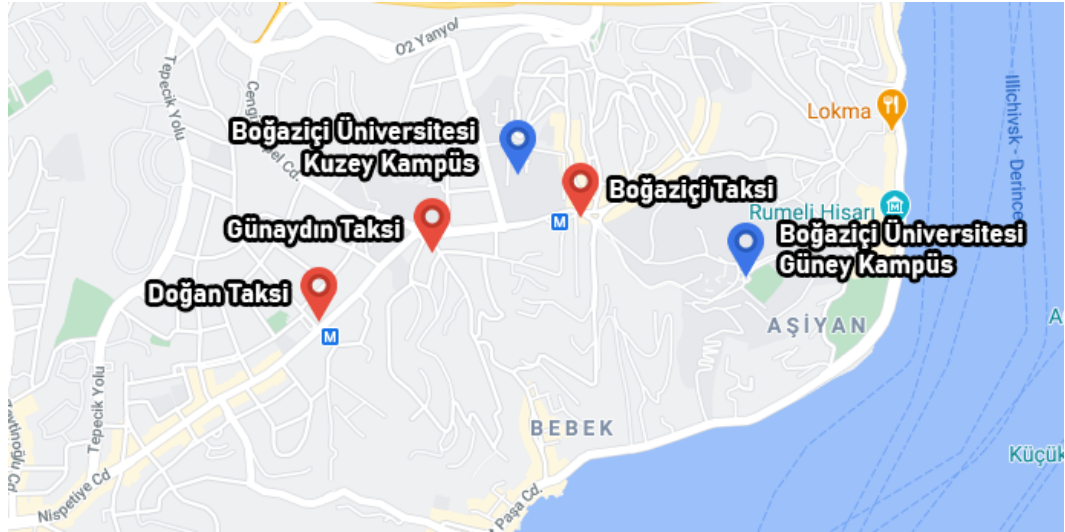 O2 Yanyol
Tepecik Yolu
Lokma
Illichivsk - Derince
Boğaziçi Üniversitesi
Kuzey Kampüs
Boğaziçi Taksi
Rumeli Hisarı
Günaydın Taksi
M
Boğaziçi Üniversitesi
Güney Kampüs
Doğan Taksi
AŞİYAN
A
M
Tepecik Yolu
BEBEK
Küçük
Nispetiye Cd
Paşa Cd.